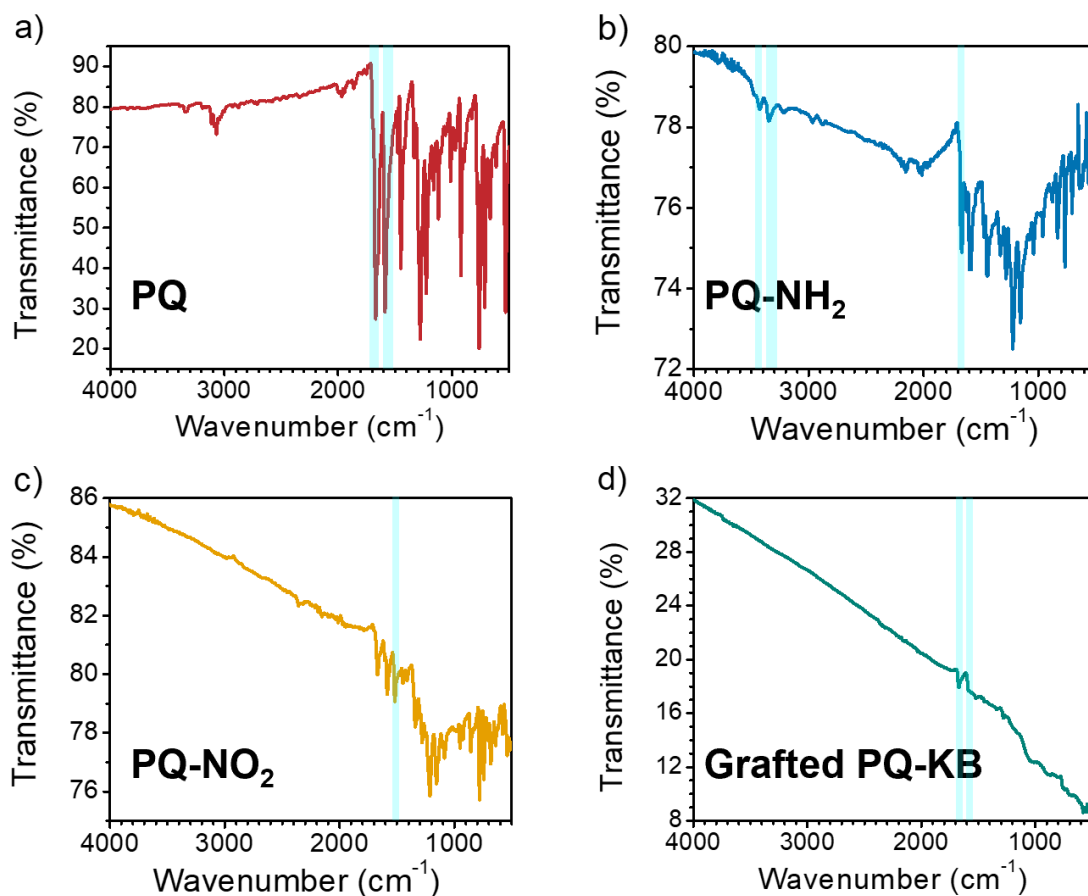 a)
90
80
70
60
50
40
30
20
Transmittance (%)
PQ
4000 3000 2000 1000
Wavenumber (cm-1)
b)
80
78
76
74
72
Transmittance (%)
PQ-NH2
4000 3000 2000 1000
Wavenumber (cm-1)
c)
86
84
82
80
78
76
Transmittance (%)
PQ-NO2
4000 3000 2000 1000
Wavenumber (cm-1)
d)
32
28
24
20
16
12
8
Transmittance (%)
Grafted PQ-KB
4000 3000 2000 1000
Wavenumber (cm-1)